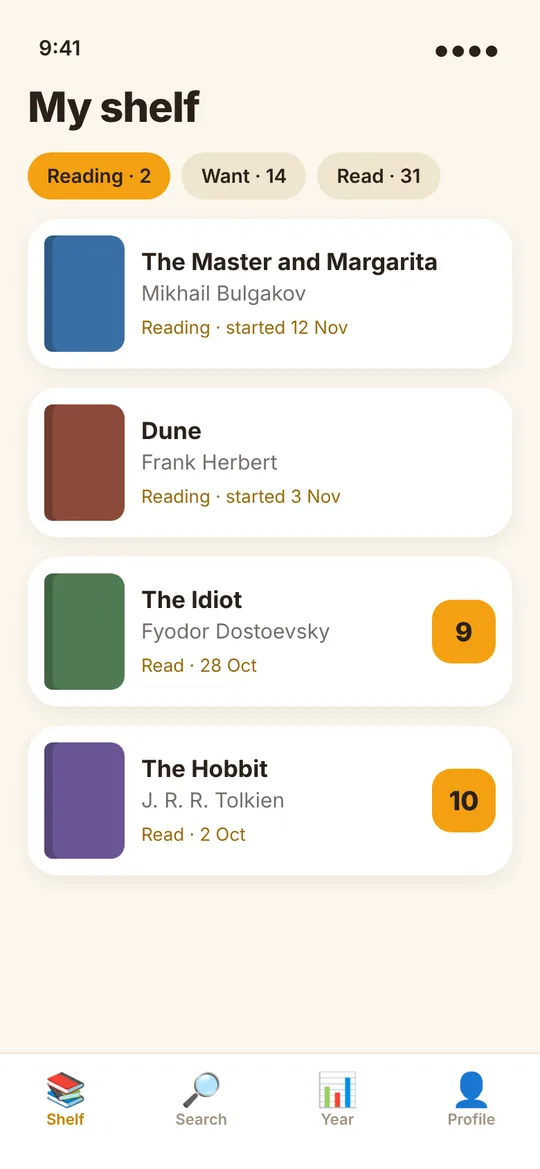 9:41
My shelf
Reading · 2
Want · 14
Read · 31
The Master and Margarita
Mikhail Bulgakov
Reading · started 12 Nov
Dune
Frank Herbert
Reading · started 3 Nov
The Idiot
Fyodor Dostoevsky
Read · 28 Oct
9
The Hobbit
J. R. R. Tolkien
Read · 2 Oct
10
Shelf
Search
Year
Profile